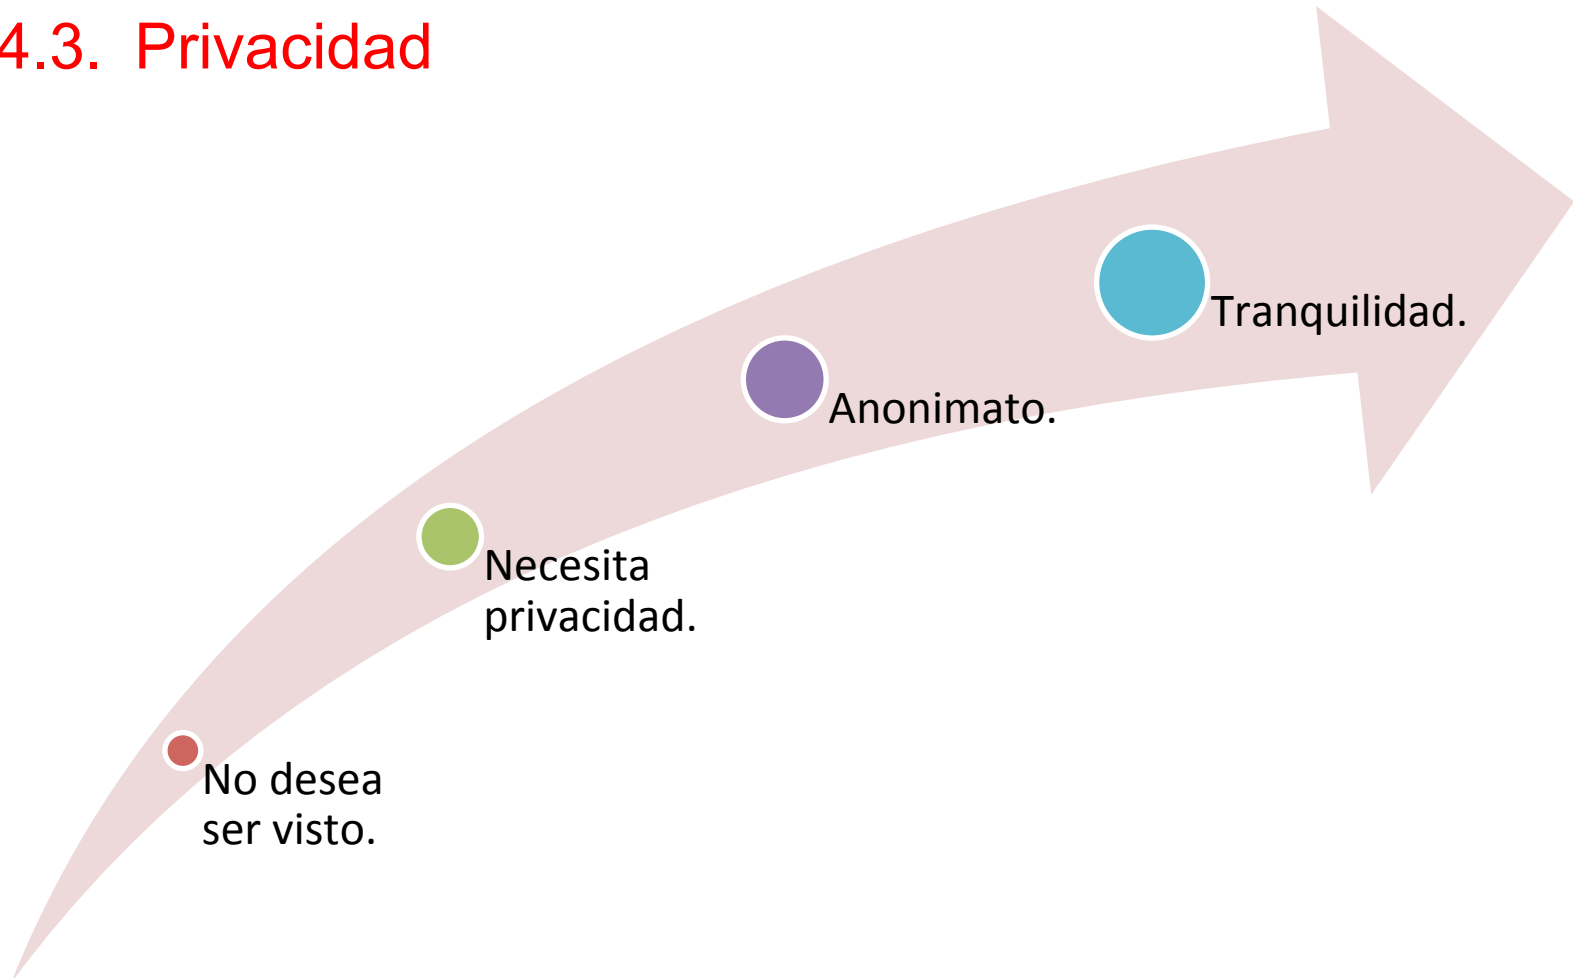 4.3. Privacidad
Tranquilidad.
Anonimato.
Necesita
privacidad.
No desea
ser visto.